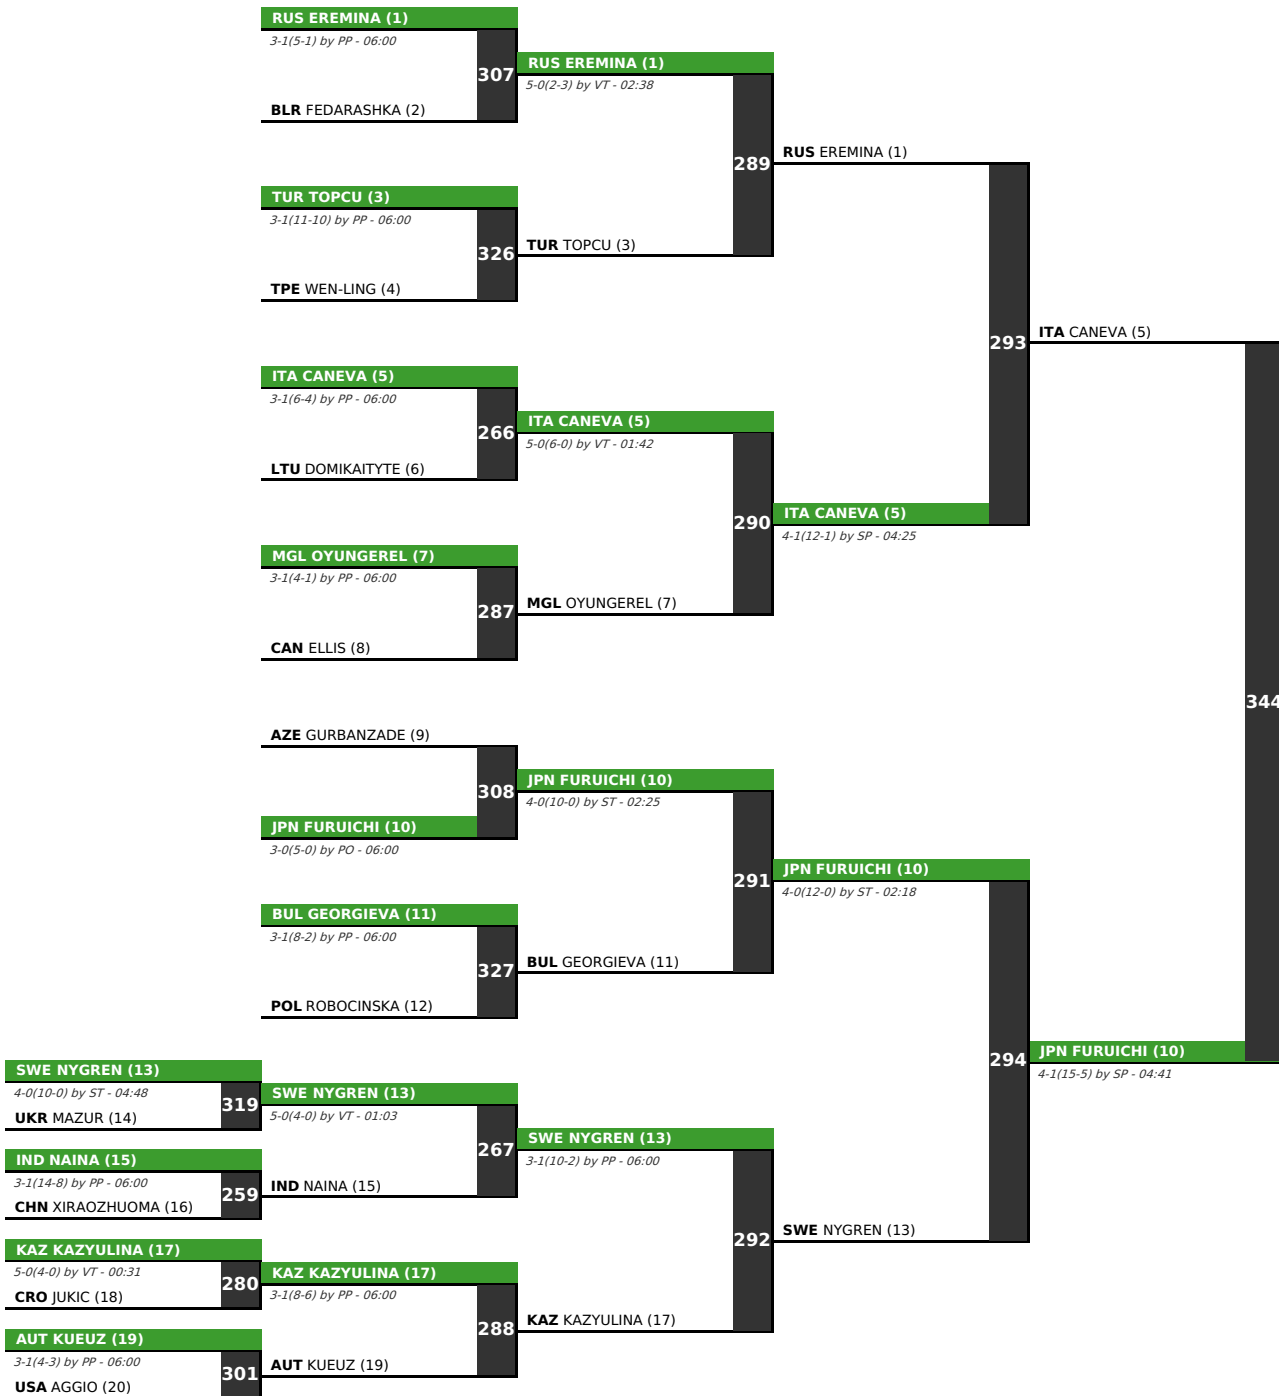 RUS EREMINA (1)
3-1(5-1) by PP - 06:00
307
BLR FEDARASHKA (2)
RUS EREMINA (1)
5-0(2-3) by VT - 02:38
289
RUS EREMINA (1)
TUR TOPCU (3)
3-1(11-10) by PP - 06:00
326
TPE WEN-LING (4)
TUR TOPCU (3)
293
ITA CANEVA (5)
ITA CANEVA (5)
3-1(6-4) by PP - 06:00
266
LTU DOMIKAITYTE (6)
ITA CANEVA (5)
5-0(6-0) by VT - 01:42
290
ITA CANEVA (5)
4-1(12-1) by SP - 04:25
MGL OYUNGEREL (7)
3-1(4-1) by PP - 06:00
287
CAN ELLIS (8)
MGL OYUNGEREL (7)
344
AZE GURBANZADE (9)
308
JPN FURUICHI (10)
3-0(5-0) by PO - 06:00
JPN FURUICHI (10)
4-0(10-0) by ST - 02:25
291
JPN FURUICHI (10)
4-0(12-0) by ST - 02:18
BUL GEORGIEVA (11)
3-1(8-2) by PP - 06:00
327
POL ROBOCINSKA (12)
BUL GEORGIEVA (11)
294
JPN FURUICHI (10)
4-1(15-5) by SP - 04:41
SWE NYGREN (13)
4-0(10-0) by ST - 04:48
319
UKR MAZUR (14)
SWE NYGREN (13)
5-0(4-0) by VT - 01:03
267
IND NAINA (15)
3-1(14-8) by PP - 06:00
259
CHN XIRAOZHUOMA (16)
IND NAINA (15)
SWE NYGREN (13)
3-1(10-2) by PP - 06:00
292
SWE NYGREN (13)
KAZ KAZYULINA (17)
5-0(4-0) by VT - 00:31
280
CRO JUKIC (18)
KAZ KAZYULINA (17)
3-1(8-6) by PP - 06:00
288
KAZ KAZYULINA (17)
AUT KUEUZ (19)
3-1(4-3) by PP - 06:00
301
USA AGGIO (20)
AUT KUEUZ (19)